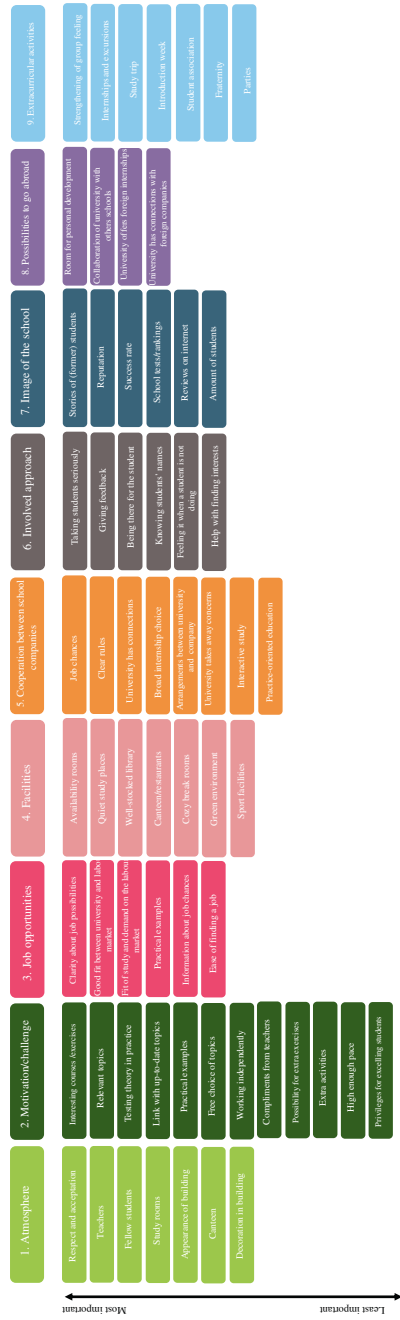 Most important
Least important
1. Atmosphere
Respect and acceptation
Teachers
Fellow students
Study rooms
Appearance of building
Canteen
Decoration in building
2. Motivation/challenge
Interesting courses /exercises
Relevant topics
Testing theory in practice
Link with up-to-date topics
Practical examples
Free choice of topics
Working independently
Compliments from teachers
Possibility for extra exercises
Extra activities
High enough pace
Privileges for excelling students
3. Job opportunities
Clarity about job possibilities
Good fit between university and labo
market
Fit of study and demand on the labou
market
Practical examples
Information about job chances
Ease of finding a job
4. Facilities
Availability rooms
Quiet study places
Well-stocked library
Canteen/restaurants
Cozy break rooms
Green environment
Sport facilities
5. Cooperation between school
companies
Job chances
Clear rules
University has connections
Broad internship choice
Arrangements between university
and company
University takes away concerns
Interactive study
Practice-oriented education
6. Involved approach
Taking students seriously
Giving feedback
Being there for the student
Knowing students' names
Feeling it when a student is not
doing
Help with finding interests
7. Image of the school
Stories of (former) students
Reputation
Success rate
School tests/rankings
Reviews on internet
Amount of students
8. Possibilities to go abroad
Room for personal development
Collaboration of university with
others schools
University offers foreign internships
University has connections with
foreign companies
9. Extracurricular activities
Strengthening of group feeling
Internships and excursions
Study trip
Introduction week
Student association
Fraternity
Parties